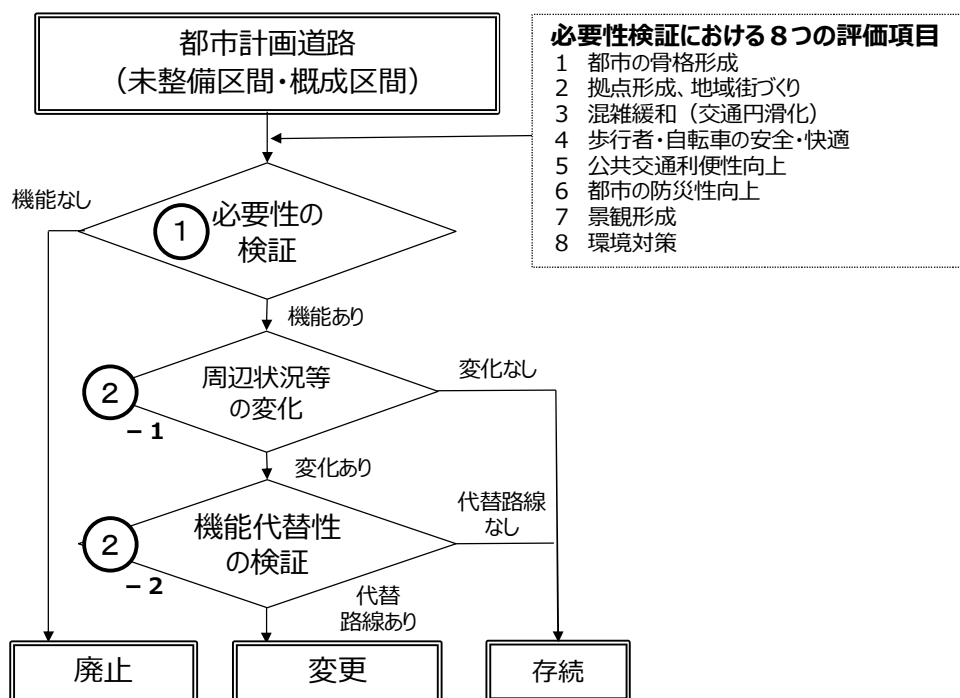 都市計画道路
（未整備区間・概成区間）
必要性検証における８つの評価項目
1 都市の骨格形成
2 拠点形成、地域街づくり
3 混雑緩和（交通円滑化）
4 歩行者・自転車の安全・快適
5 公共交通利便性向上
6 都市の防災性向上
7 景観形成
8 環境対策
機能なし
①
必要性の
検証
機能あり
②
－１
周辺状況等
の変化
変化なし
変化あり
②
－２
機能代替性
の検証
代替路線
なし
代替
路線あり
廃止
変更
存続